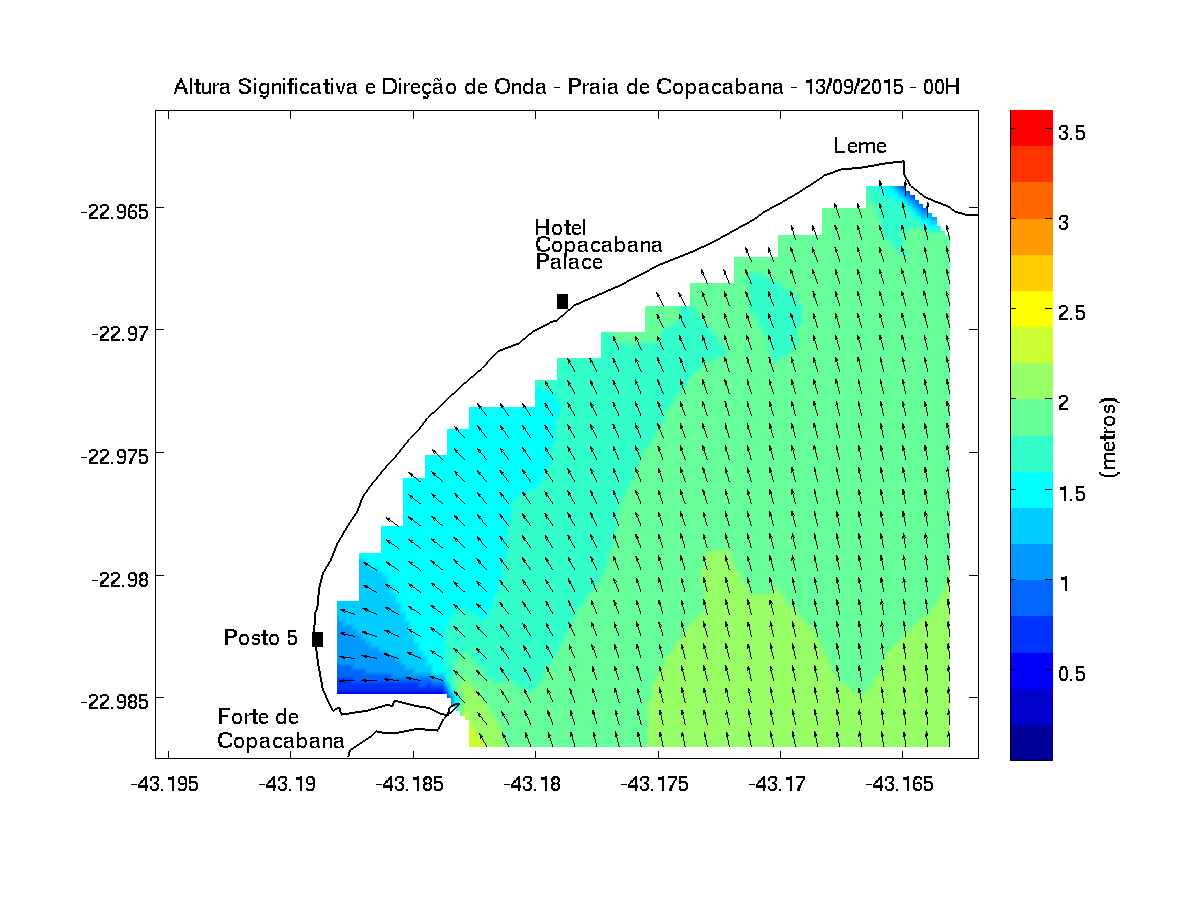 Altura Significativa e Direção de Onda - Praia de Copacabana - 13/09/2015 - 00H
Leme
Hotel
Copacabana
Palace
Posto 5
Forte de
Copacabana
-22.965
-22.97
-22.975
-22.98
-22.985
-43.195
-43.19
-43.185
-43.18
-43.175
-43.17
-43.165
3.5
3
2.5
2
1.5
1
0.5
(metros)